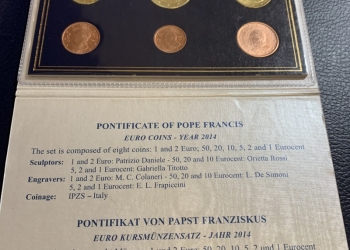 PONTIFICATE OF POPE FRANCIS
EURO COINS - YEAR 2014
The set is composed of eight coins: 1 and 2 Euro; 50, 20, 10, 5, 2 and 1 Eurocent
Sculptors: 1 and 2 Euro: Patrizio Daniele - 50, 20 and 10 Eurocent: Orietta Rossi
5, 2 and 1 Eurocent: Gabriella Titotto
Engravers: 1 and 2 Euro: M. C. Colaneri - 50, 20 and 10 Eurocent: L. De Simoni
5, 2 and 1 Eurocent: E. L. Frapiccini
Coinage: IPZS – Italy
PONTIFIKAT VON PAPST FRANZISKUS
EURO KURSMÜNZENSATZ - JAHR 2014